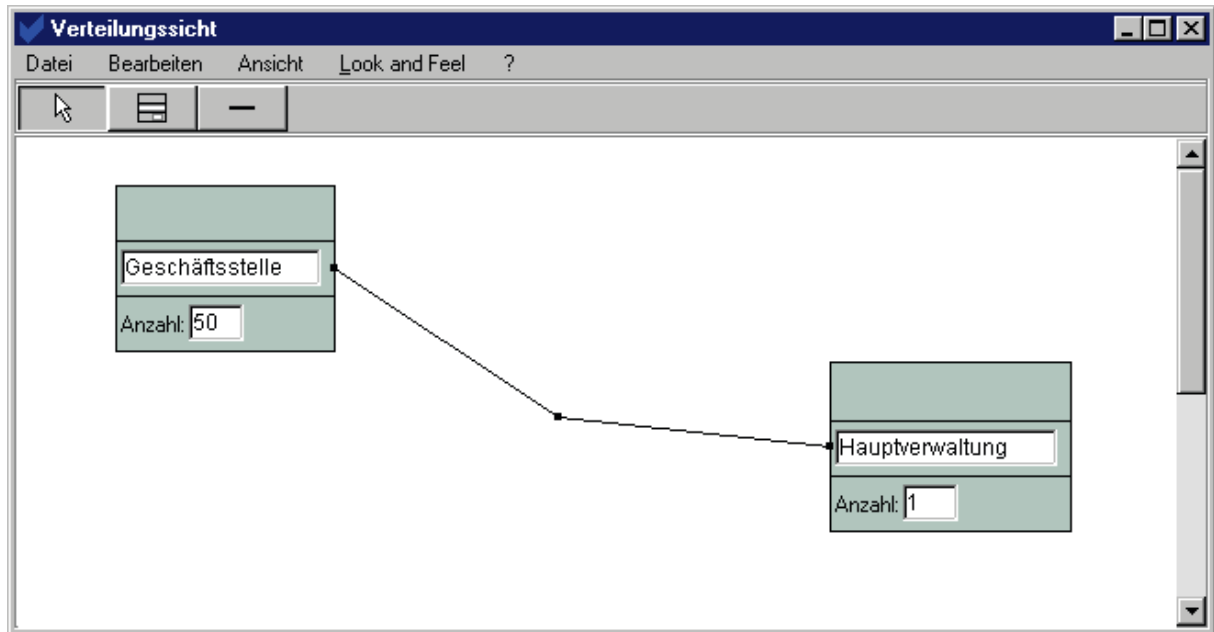 Verteilungssicht
Datei Bearbeiten Ansicht Look and Feel ?
Geschäftsstelle
Anzahl: 50
Hauptverwaltung
Anzahl: 1